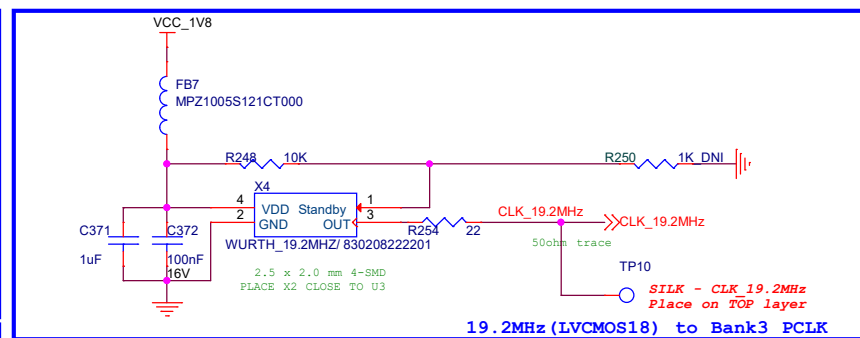 VCC_1V8
FB7
MPZ1005S121CT000
R248 10K
R250 1K_DNI
X4
4 VDD Standby 1
2 GND OUT 3
R254 22
CLK_19.2MHz
CLK_19.2MHz
50ohm trace
WURTH_19.2MHZ/ 830208222201
C371
1uF
C372
100nF
16V
2.5 x 2.0 mm 4-SMD
PLACE X2 CLOSE TO U3
TP10
SILK - CLK_19.2MHz
Place on TOP layer
19.2MHz(LVCMOS18) to Bank3 PCLK